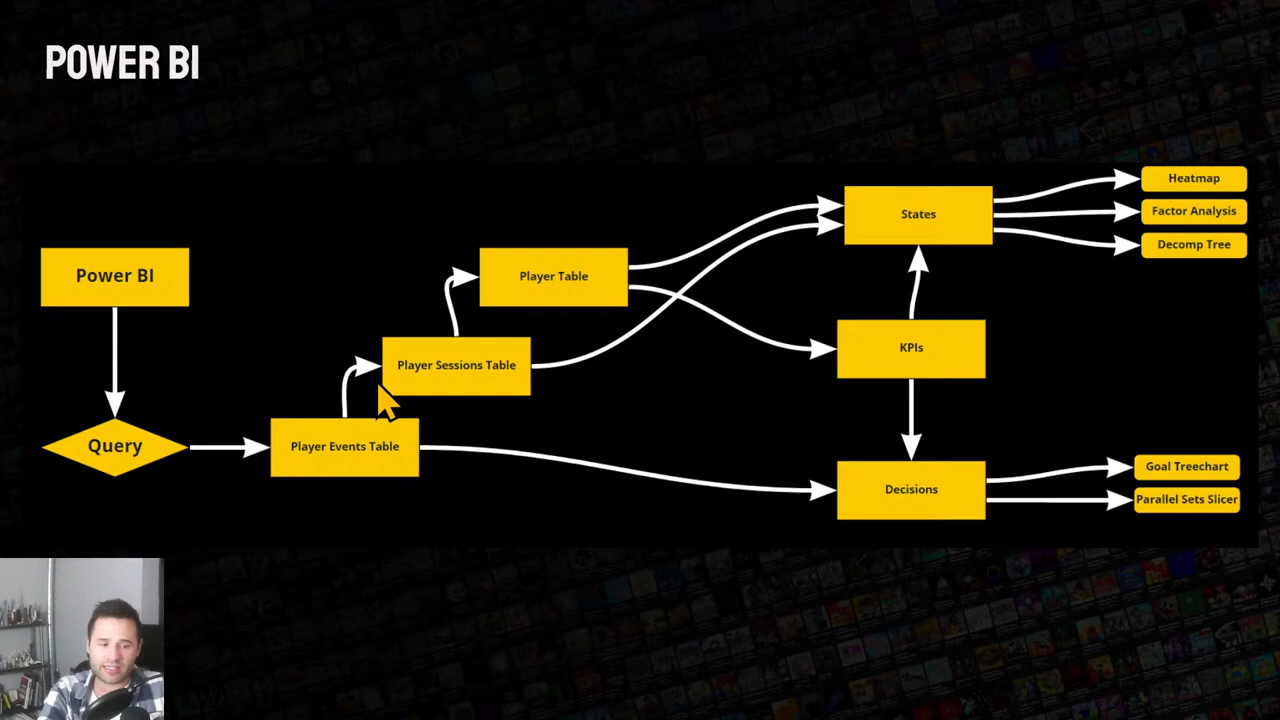 POWER BI
Power BI
Query
Player Events Table
Player Sessions Table
Player Table
States
KPIs
Decisions
Heatmap
Factor Analysis
Decomp Tree
Goal Treechart
Parallel Sets Slicer